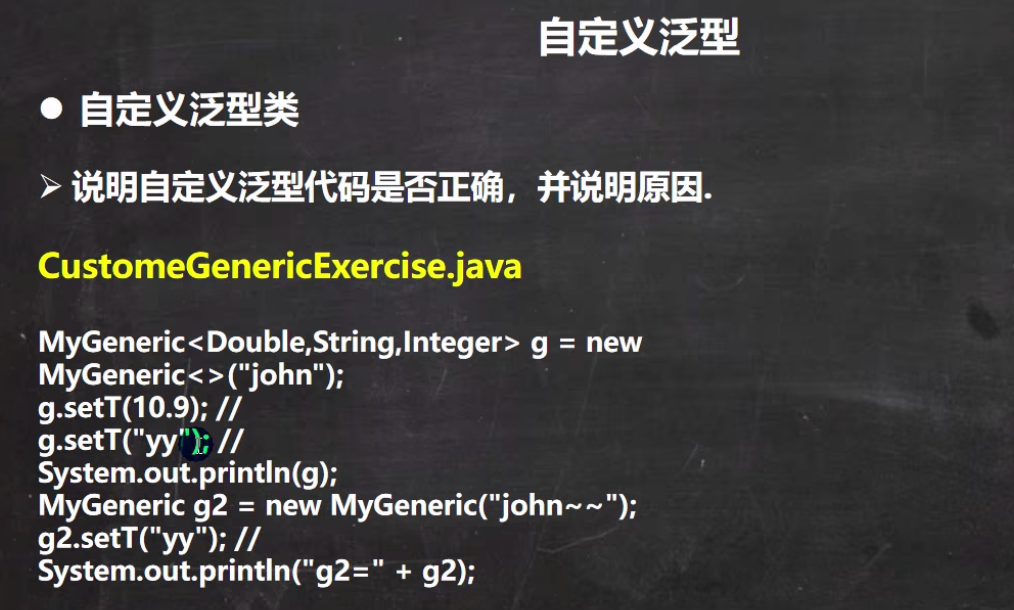 自定义泛型
● 自定义泛型类
➢ 说明自定义泛型代码是否正确，并说明原因.
CustomeGenericExercise.java
MyGeneric<Double,String,Integer> g = new
MyGeneric<>("john");
g.setT(10.9); //
g.setT("yy"); //
System.out.println(g);
MyGeneric g2 = new MyGeneric("john~~");
g2.setT("yy"); //
System.out.println("g2=" + g2);